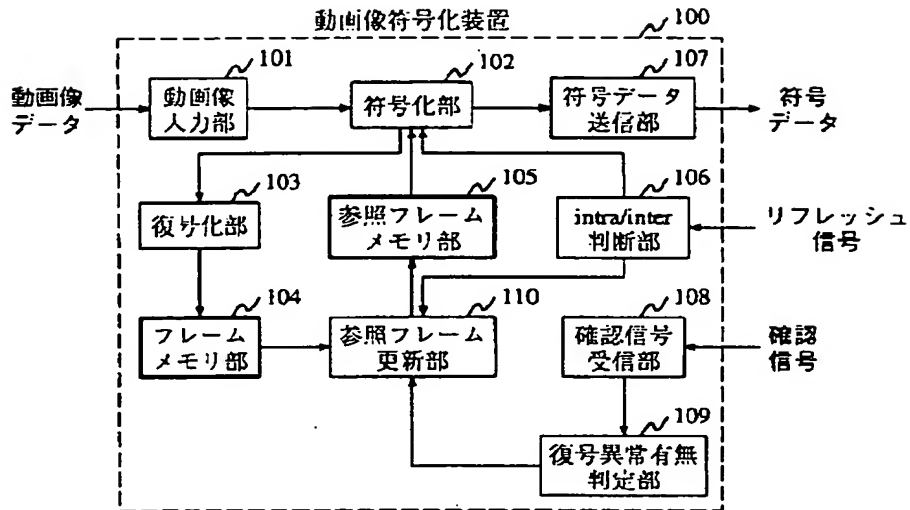 動画像符号化装置
100
101
102
107
動画像
データ
動画像
入力部
符号化部
符号データ
送信部
符号
データ
103
105
106
復号化部
参照フレーム
メモリ部
intra/inter
判断部
リフレッシュ
信号
104
110
108
フレーム
メモリ部
参照フレーム
更新部
確認信号
受信部
確認
信号
109
復号異常有無
判定部